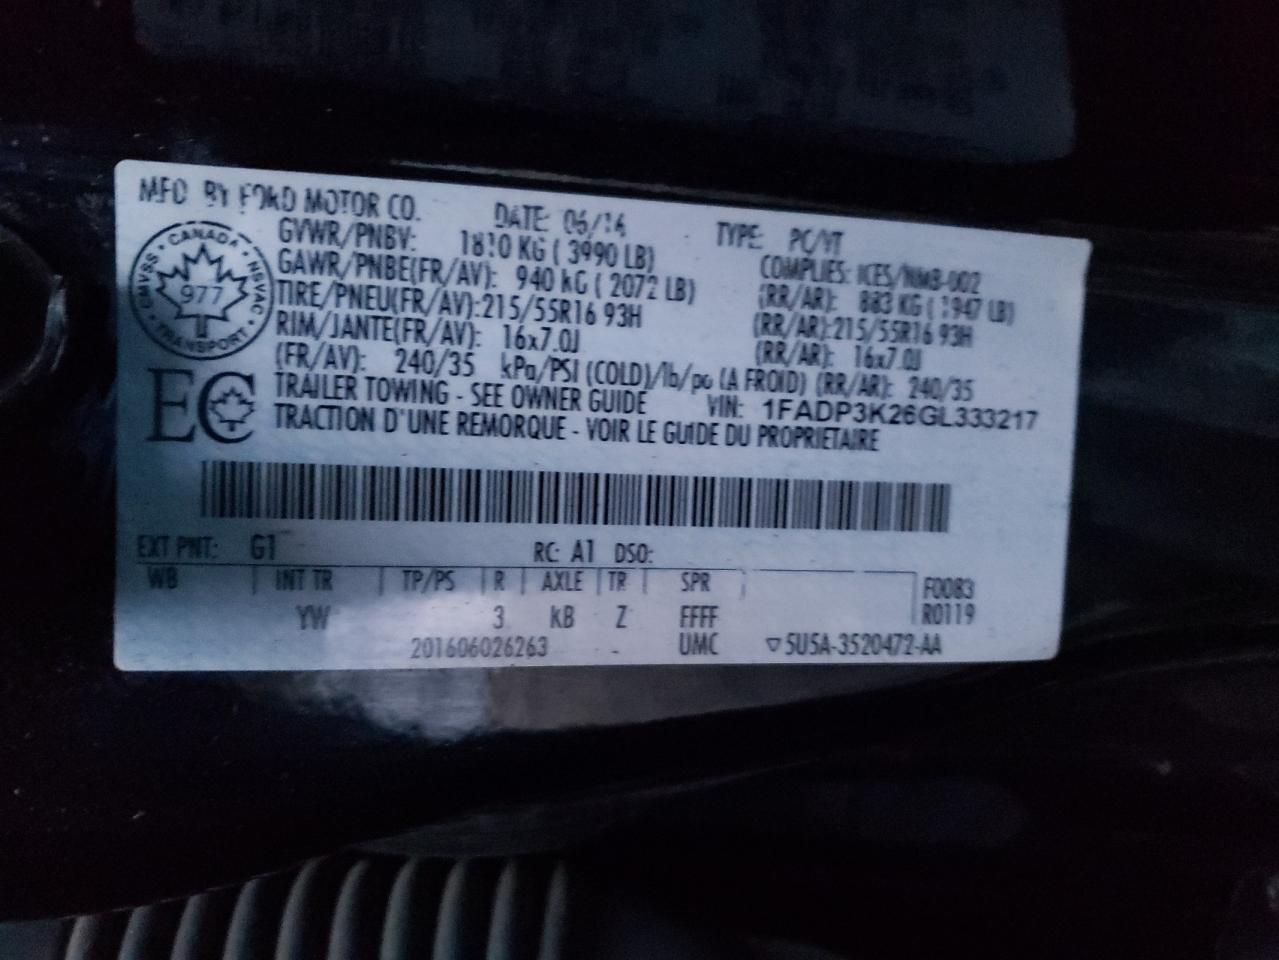 MFD BY FORD MOTOR CO. DATE: 06/16 TYPE: PC/VT
GVWR/PNBV: 1810 KG ( 3990 LB) COMPLIES: ICES/NMB-002
GAWR/PNBE(FR/AV): 940 kG ( 2072 LB) (RR/AR): 883 KG ( 1947 LB)
TIRE/PNEU(FR/AV):215/55R16 93H (RR/AR):215/55R16 93H
RIM/JANTE(FR/AV): 16x7.0J (RR/AR): 16x7.0J
(FR/AV): 240/35 kPa/PSI (COLD)/lb/po (A FROID) (RR/AR): 240/35
TRAILER TOWING - SEE OWNER GUIDE VIN: 1FADP3K26GL333217
TRACTION D'UNE REMORQUE - VOIR LE GUIDE DU PROPRIETAIRE
CANADA
CMVSS 977 NSVAC
TRANSPORT
EC
EXT PNT: G1 RC: A1 DSO:
WB INT TR TP/PS R AXLE TR SPR F0083
YW 3 kB Z FFFF R0119
201606026263 - UMC ▽5U5A-3520472-AA